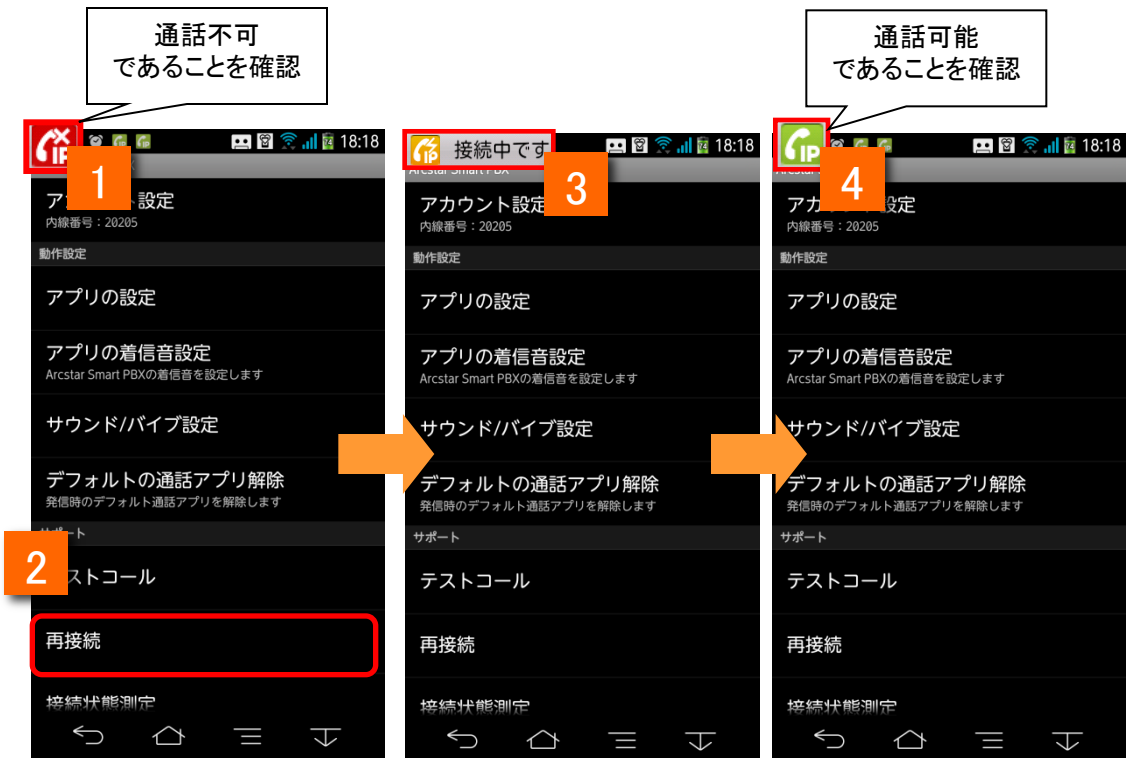 通話不可
であることを確認
通話可能
であることを確認
IP
18:18
1
設定
内線番号：20205
動作設定
アプリの設定
アプリの着信音設定
Arcstar Smart PBXの着信音を設定します
サウンド/バイブ設定
デフォルトの通話アプリ解除
発信時のデフォルト通話アプリを解除します
サポート
2
ストコール
再接続
接続状態測定
IP
接続中です
18:18
Arcstar Smart PBX
3
アカウント設定
内線番号：20205
動作設定
アプリの設定
アプリの着信音設定
Arcstar Smart PBXの着信音を設定します
サウンド/バイブ設定
デフォルトの通話アプリ解除
発信時のデフォルト通話アプリを解除します
サポート
テストコール
再接続
接続状態測定
IP
18:18
4
アカ 設定
内線番号：20205
動作設定
アプリの設定
アプリの着信音設定
Arcstar Smart PBXの着信音を設定します
サウンド/バイブ設定
デフォルトの通話アプリ解除
発信時のデフォルト通話アプリを解除します
サポート
テストコール
再接続
接続状態測定